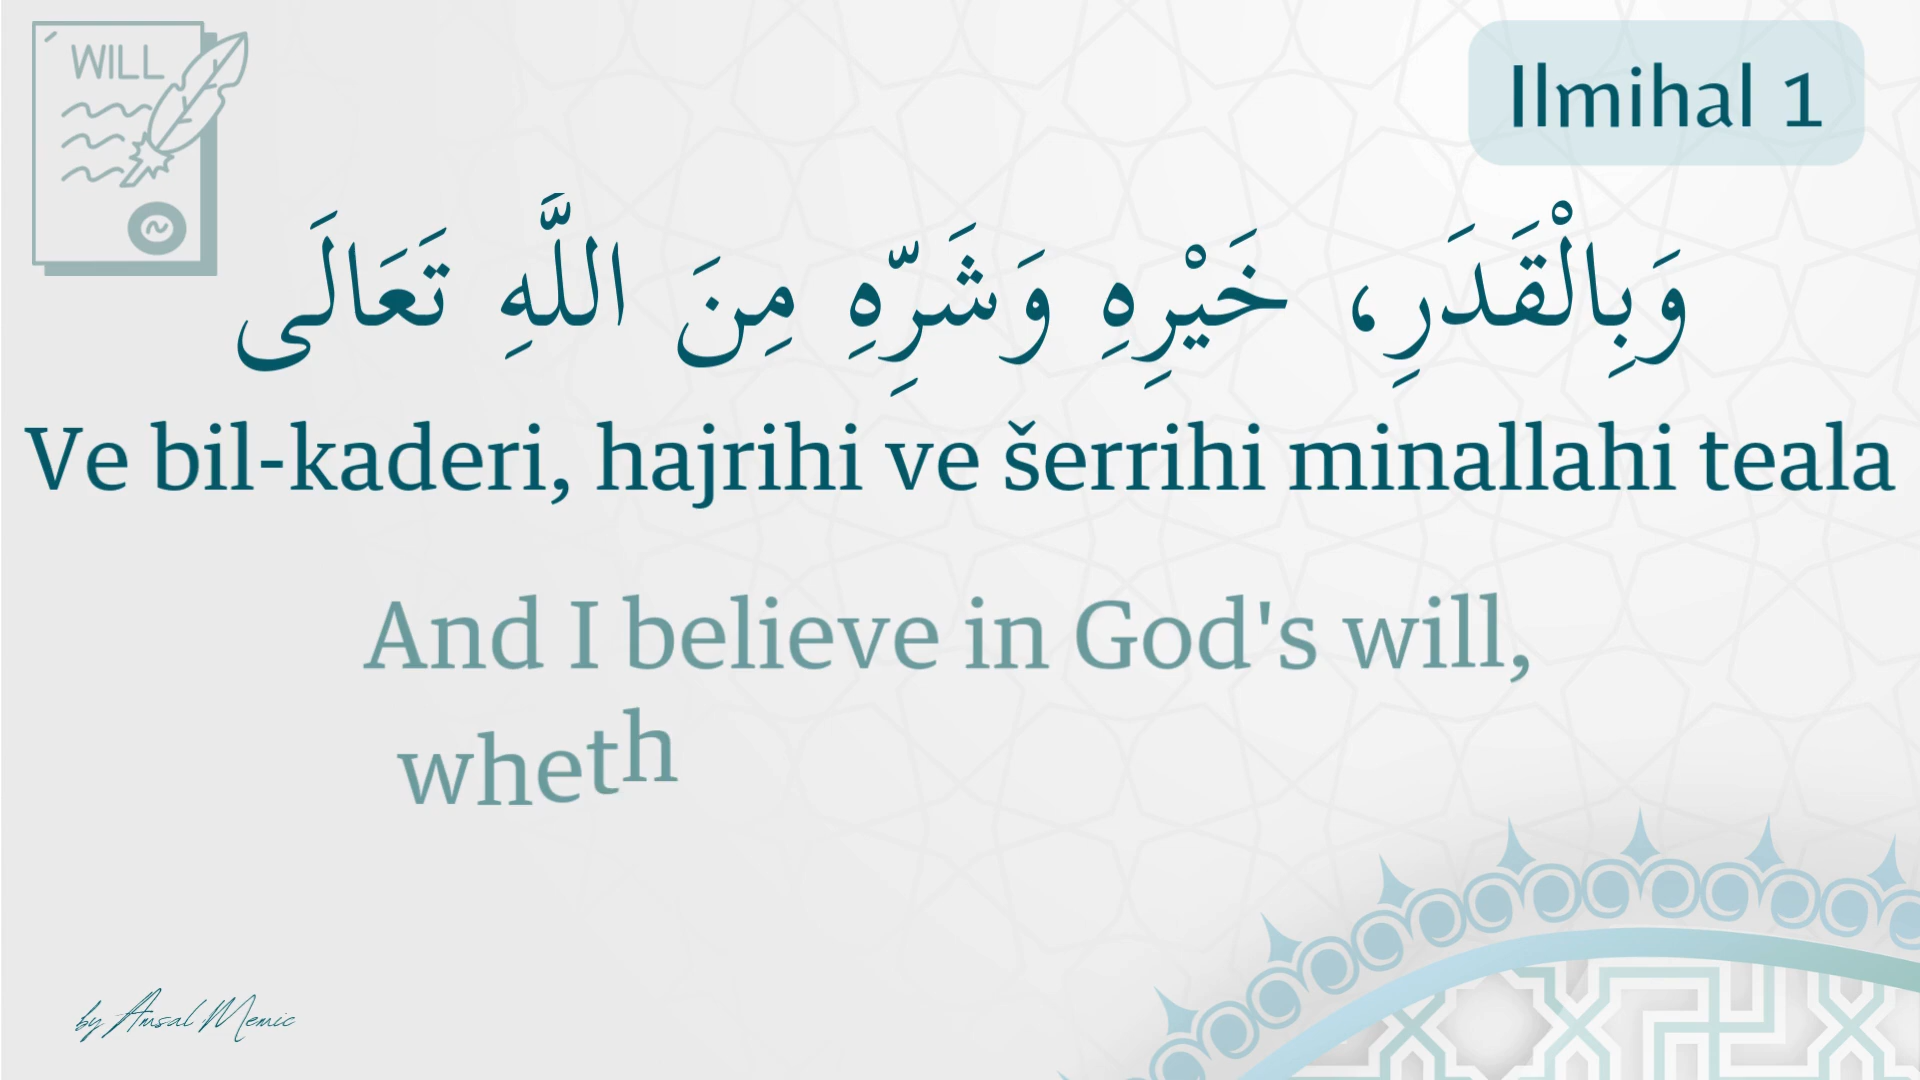 WILL
Ilmihal 1
وَبِالْقَدَرِ، خَيْرِهِ وَشَرِّهِ مِنَ اللَّهِ تَعَالَى
Ve bil-kaderi, hajrihi ve šerrihi minallahi teala
And I believe in God's will,
wheth
by Amsal Memic